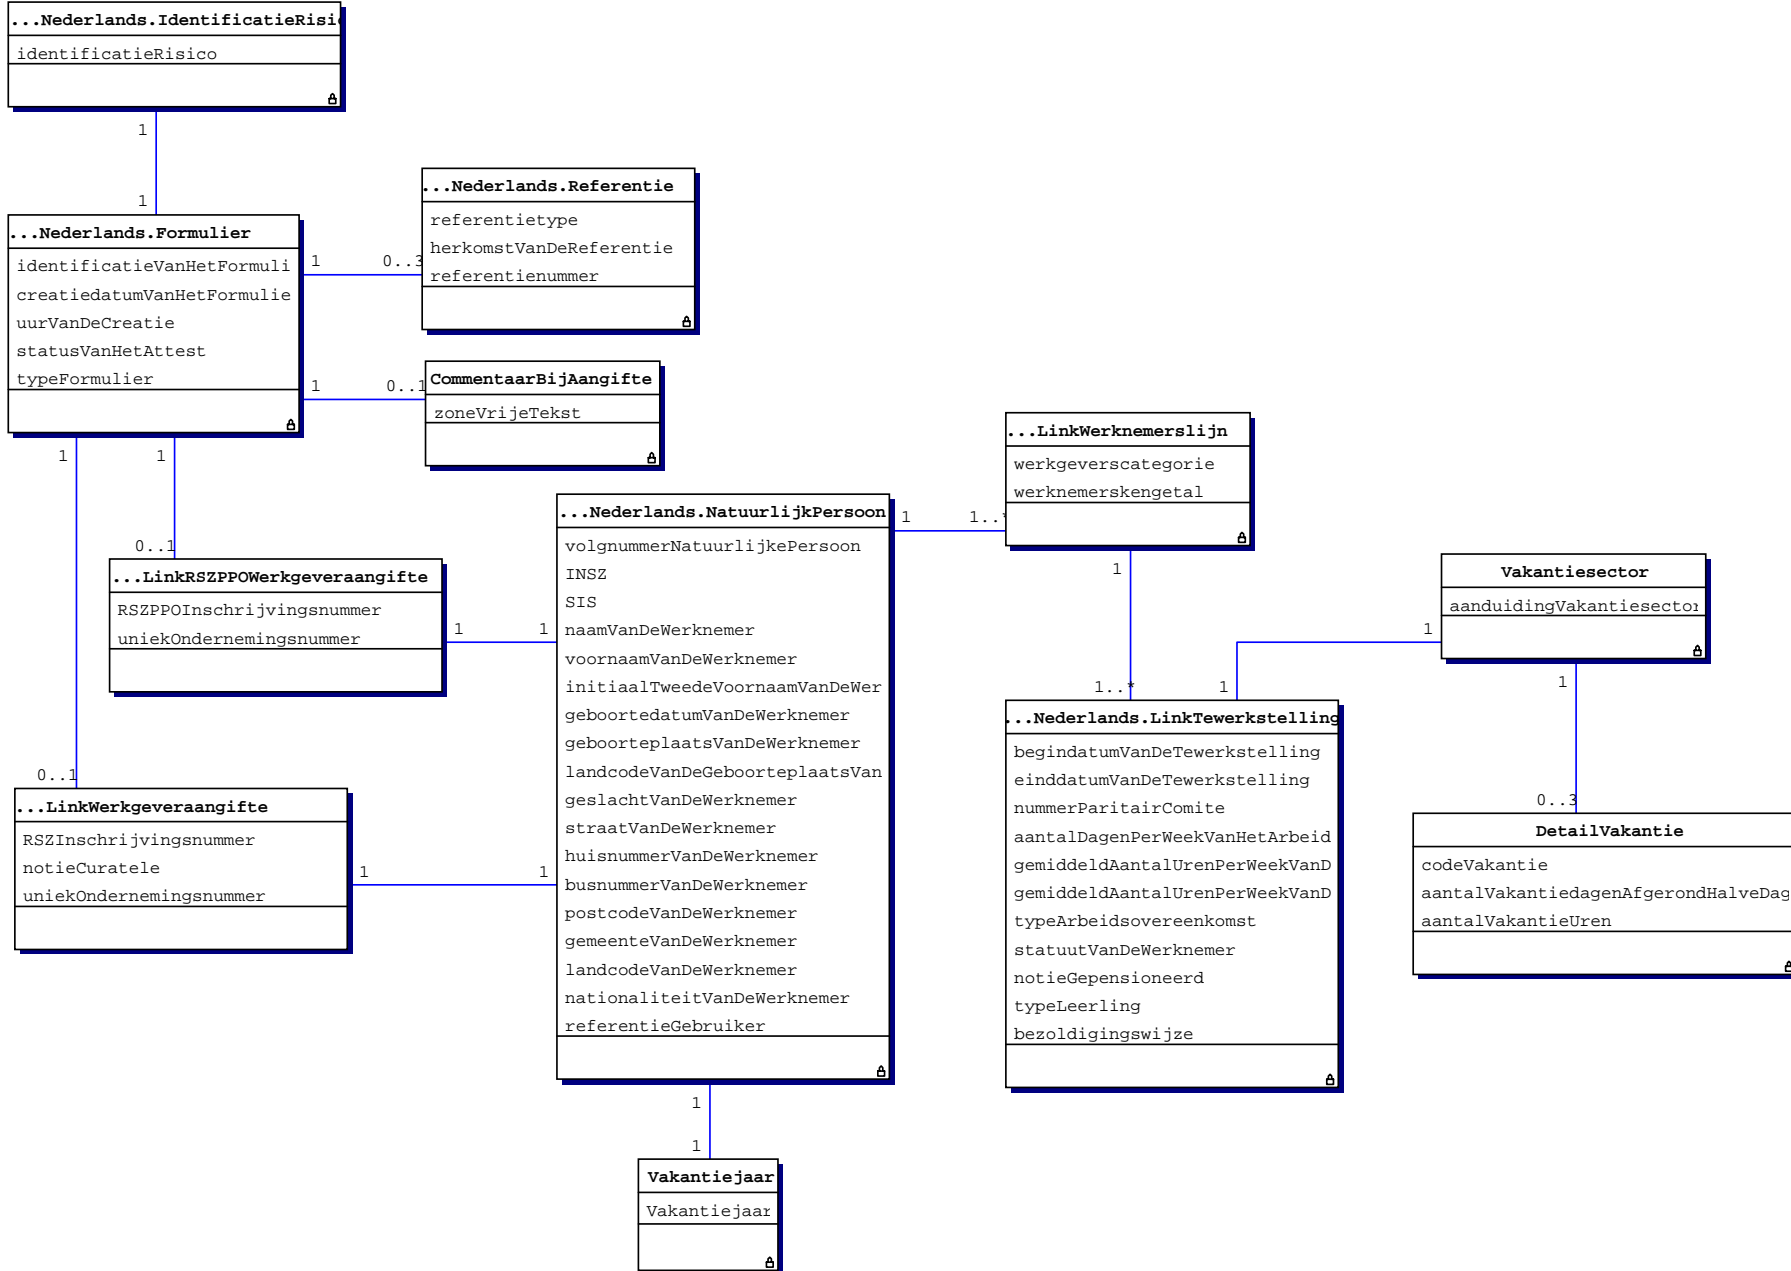 ...Nederlands.IdentificatieRisi
identificatieRisico
1
1
...Nederlands.Formulier
identificatieVanHetFormuli
creatiedatumVanHetFormulie
uurVanDeCreatie
statusVanHetAttest
typeFormulier
1
0..3
...Nederlands.Referentie
referentietype
herkomstVanDeReferentie
referentienummer
1
0..1
CommentaarBijAangifte
zoneVrijeTekst
1
1
0..1
...LinkRSZPPOWerkgeveraangifte
RSZPPOInschrijvingsnummer
uniekOndernemingsnummer
1
1
0..1
...LinkWerkgeveraangifte
RSZInschrijvingsnummer
notieCuratele
uniekOndernemingsnummer
1
1
...Nederlands.NatuurlijkPersoon
volgnummerNatuurlijkePersoon
INSZ
SIS
naamVanDeWerknemer
voornaamVanDeWerknemer
initiaalTweedeVoornaamVanDeWer
geboortedatumVanDeWerknemer
geboorteplaatsVanDeWerknemer
landcodeVanDeGeboorteplaatsVan
geslachtVanDeWerknemer
straatVanDeWerknemer
huisnummerVanDeWerknemer
busnummerVanDeWerknemer
postcodeVanDeWerknemer
gemeenteVanDeWerknemer
landcodeVanDeWerknemer
nationaliteitVanDeWerknemer
referentieGebruiker
1
1
Vakantiejaar
Vakantiejaar
1
1..*
...LinkWerknemerslijn
werkgeverscategorie
werknemerskengetal
1
1..*
1
...Nederlands.LinkTewerkstelling
begindatumVanDeTewerkstelling
einddatumVanDeTewerkstelling
nummerParitairComite
aantalDagenPerWeekVanHetArbeid
gemiddeldAantalUrenPerWeekVanD
gemiddeldAantalUrenPerWeekVanD
typeArbeidsovereenkomst
statuutVanDeWerknemer
notieGepensioneerd
typeLeerling
bezoldigingswijze
1
Vakantiesector
aanduidingVakantiesector
1
0..3
DetailVakantie
codeVakantie
aantalVakantiedagenAfgerondHalveDag
aantalVakantieUren